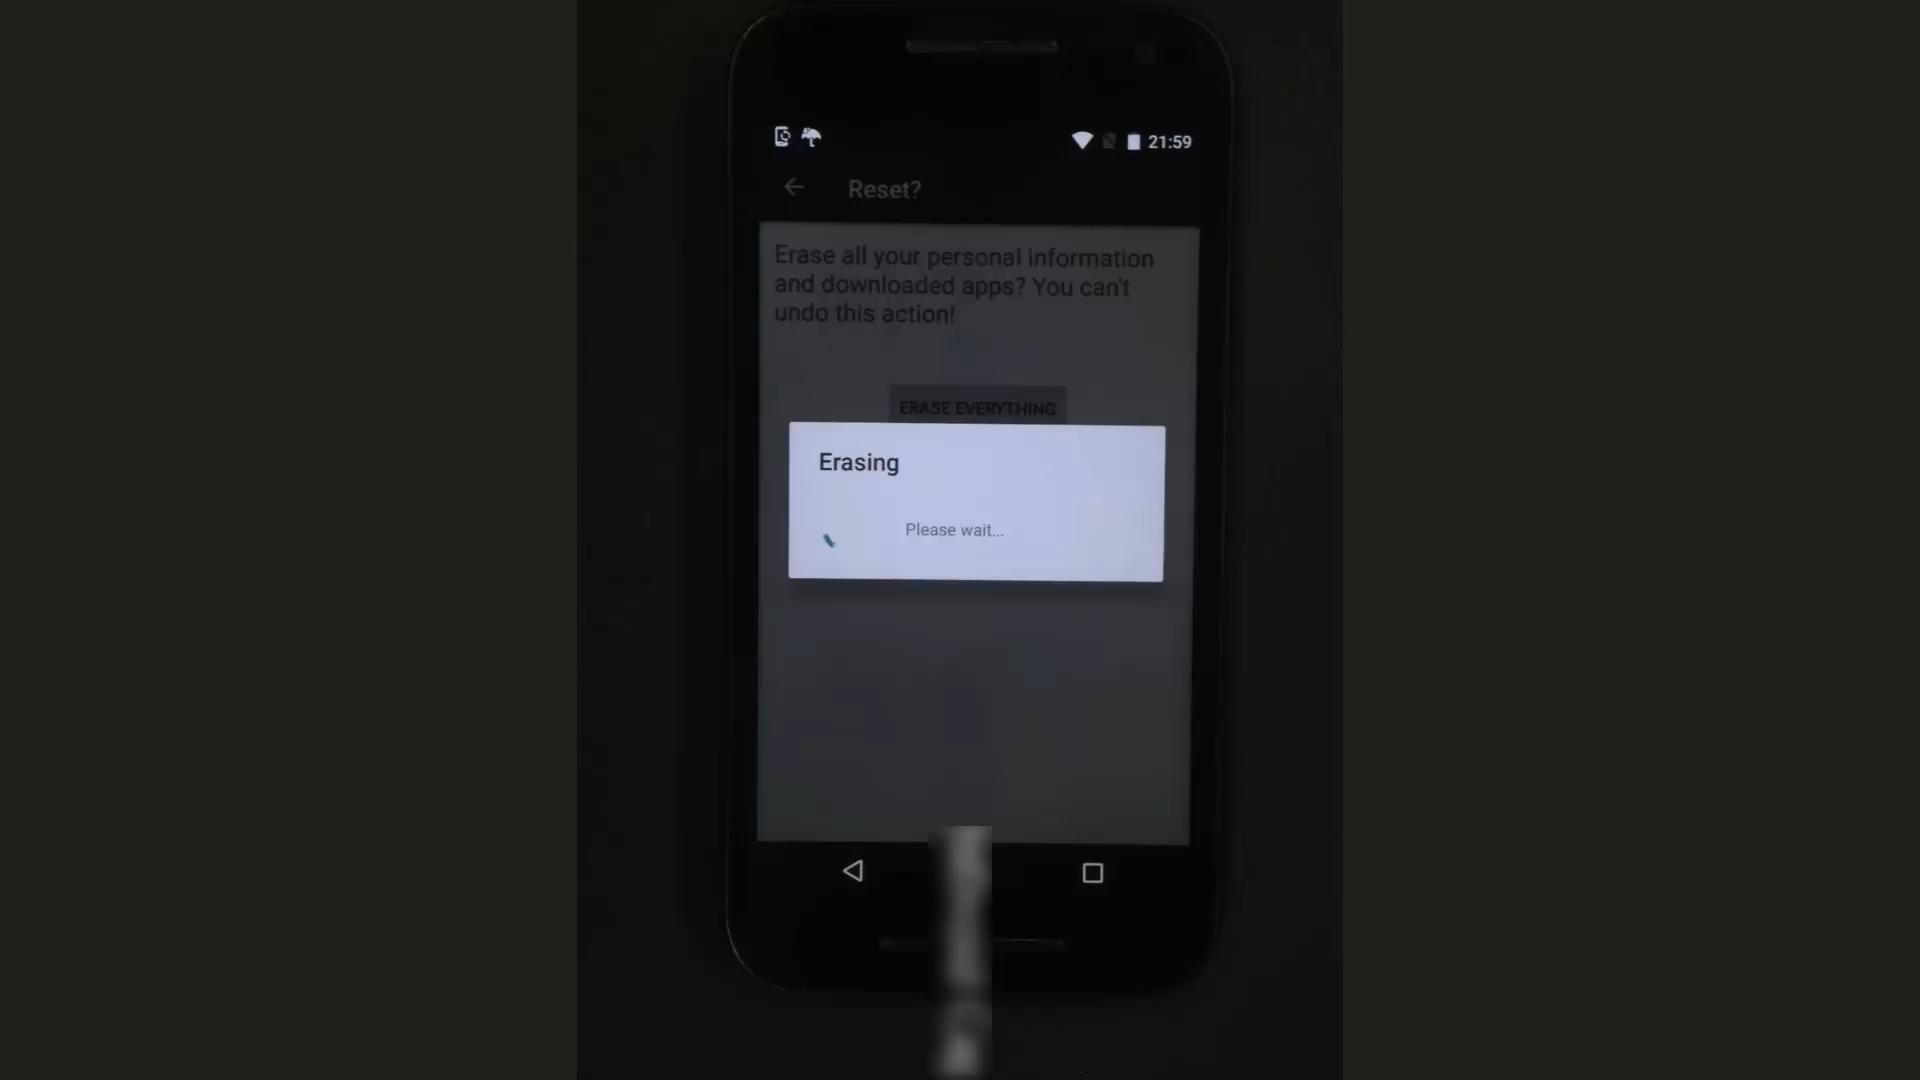 21:59
Reset?
Erase all your personal information
and downloaded apps? You can't
undo this action!
ERASE EVERYTHING
Erasing
Please wait...